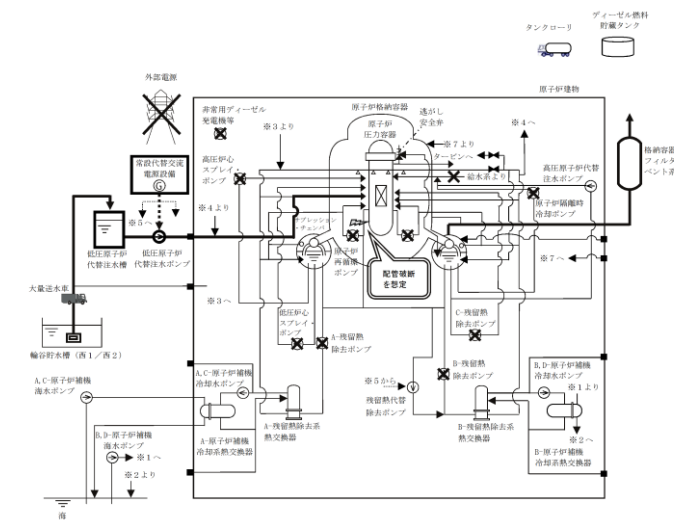 タンクローリ
ディーゼル燃料
貯蔵タンク
外部電源
原子炉建物
非常用ディーゼル
発電機等
原子炉格納容器
原子炉
圧力容器
逃がし
安全弁
※3より
※7より
※4へ
タービンへ
給水系より
常設代替交流
電源設備
G
高圧炉心
スプレイ・
ポンプ
高圧原子炉代替
注水ポンプ
格納容器
フィルタ
ベント系
原子炉隔離時
冷却ポンプ
※5へ
※4より
サプレッション
・チェンバ
低圧原子炉
代替注水槽
低圧原子炉
代替注水ポンプ
原子炉
再循環
ポンプ
配管破断
を想定
※7へ
大量送水車
※3へ
低圧炉心
スプレイ・
ポンプ
A-残留熱
除去ポンプ
C-残留熱
除去ポンプ
輪谷貯水槽（西1／西2）
A,C-原子炉補機
海水ポンプ
A,C-原子炉補機
冷却水ポンプ
※5から
残留熱代替
除去ポンプ
B-残留熱
除去ポンプ
B,D-原子炉補機
冷却水ポンプ
※1より
B,D-原子炉補機
海水ポンプ
※1へ
※2より
A-原子炉補機
冷却系熱交換器
A-残留熱除去系
熱交換器
B-残留熱除去系
熱交換器
※2へ
B-原子炉補機
冷却系熱交換器
海